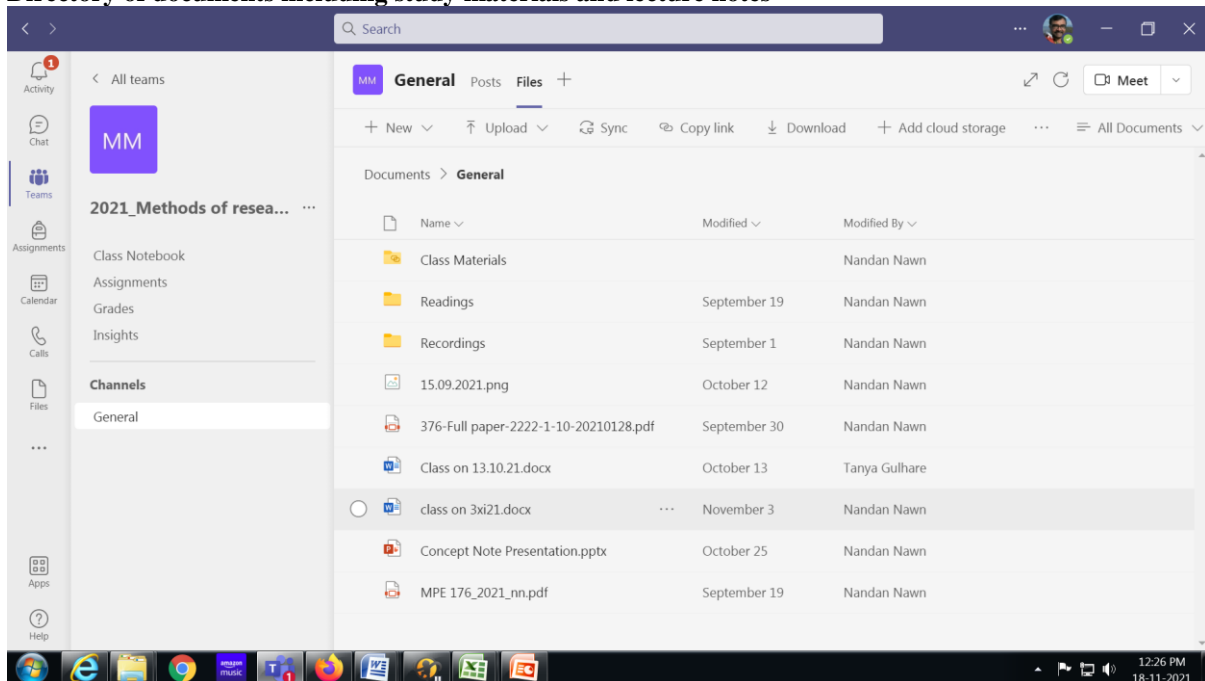 Directory of documents including study materials and lecture notes
Search
1
Activity
Chat
Teams
Assignments
Calendar
Calls
Files
Apps
Help
All teams
MM
2021_Methods of resea... ...
Class Notebook
Assignments
Grades
Insights
Channels
General
MM General Posts Files
Meet
New Upload Sync Copy link Download Add cloud storage ... All Documents
Documents > General
Name Modified Modified By
Class Materials Nandan Nawn
Readings September 19 Nandan Nawn
Recordings September 1 Nandan Nawn
15.09.2021.png October 12 Nandan Nawn
376-Full paper-2222-1-10-20210128.pdf September 30 Nandan Nawn
Class on 13.10.21.docx October 13 Tanya Gulhare
class on 3xi21.docx ... November 3 Nandan Nawn
Concept Note Presentation.pptx October 25 Nandan Nawn
MPE 176_2021_nn.pdf September 19 Nandan Nawn
amazon
music
12:26 PM
18-11-2021